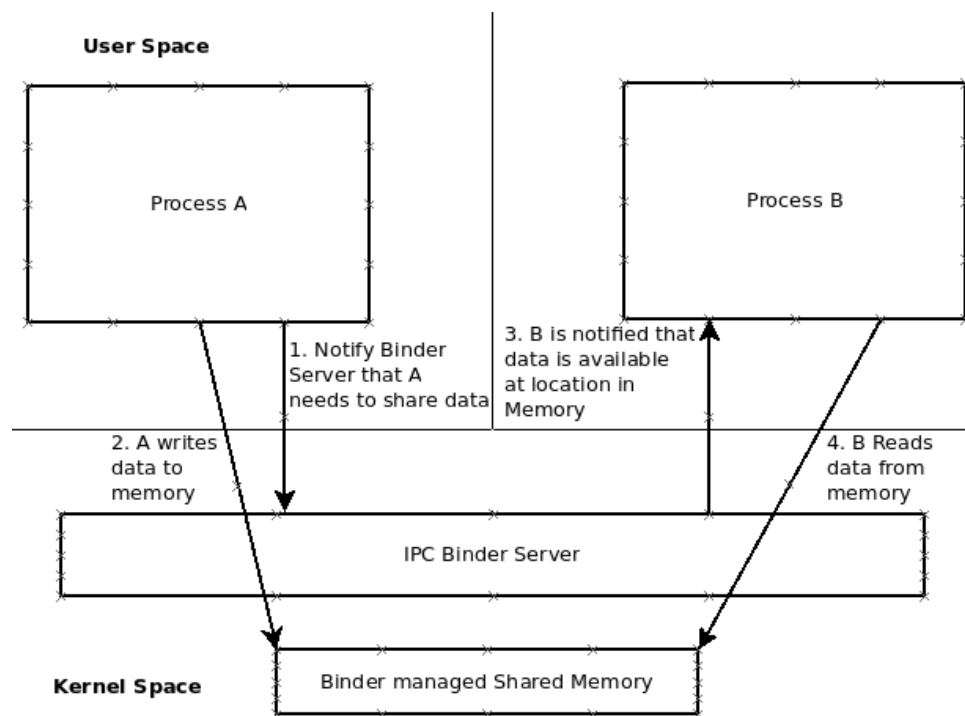 User Space
Process A
Process B
1. Notify Binder
Server that A
needs to share data
3. B is notified that
data is available
at location in
Memory
2. A writes
data to
memory
4. B Reads
data from
memory
IPC Binder Server
Kernel Space
Binder managed Shared Memory